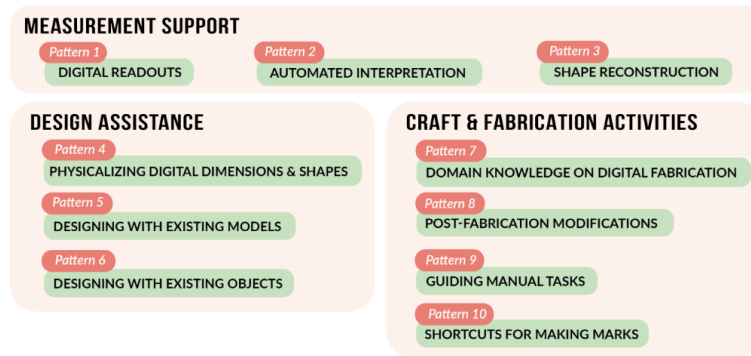 MEASUREMENT SUPPORT
Pattern 1
DIGITAL READOUTS
Pattern 2
AUTOMATED INTERPRETATION
Pattern 3
SHAPE RECONSTRUCTION
DESIGN ASSISTANCE
Pattern 4
PHYSICALIZING DIGITAL DIMENSIONS & SHAPES
Pattern 5
DESIGNING WITH EXISTING MODELS
Pattern 6
DESIGNING WITH EXISTING OBJECTS
CRAFT & FABRICATION ACTIVITIES
Pattern 7
DOMAIN KNOWLEDGE ON DIGITAL FABRICATION
Pattern 8
POST-FABRICATION MODIFICATIONS
Pattern 9
GUIDING MANUAL TASKS
Pattern 10
SHORTCUTS FOR MAKING MARKS